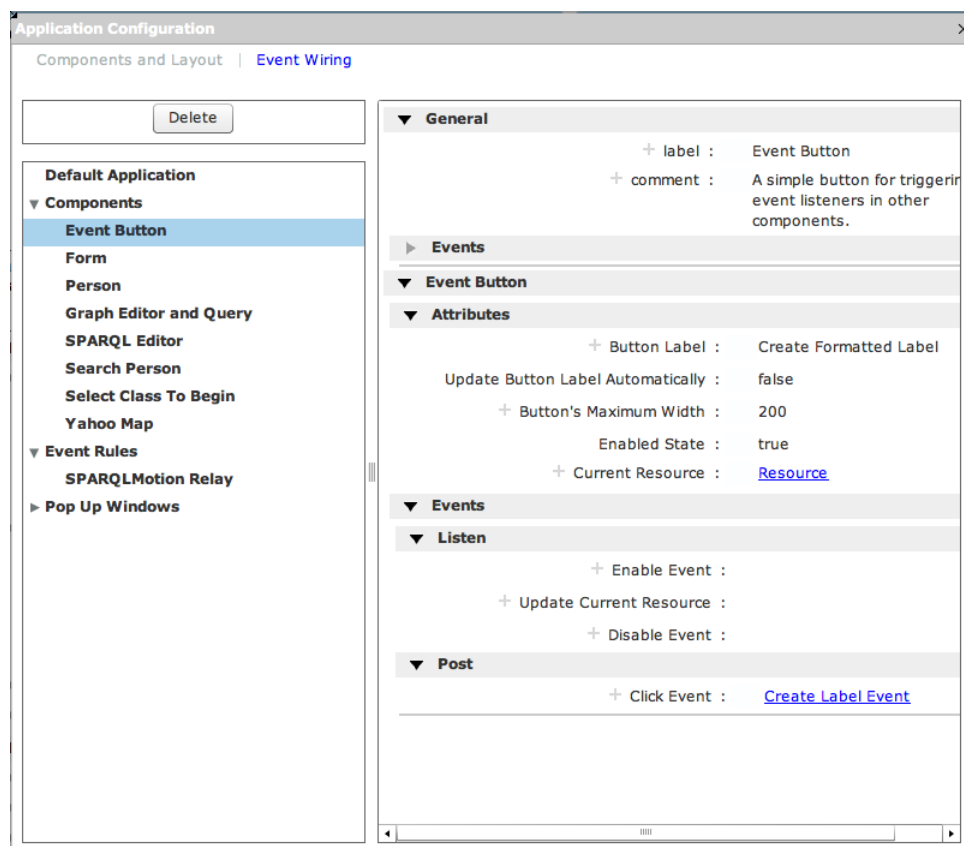 Application Configuration
Components and Layout | Event Wiring
Delete
Default Application
Components
Event Button
Form
Person
Graph Editor and Query
SPARQL Editor
Search Person
Select Class To Begin
Yahoo Map
Event Rules
SPARQLMotion Relay
Pop Up Windows
General
label : Event Button
comment : A simple button for triggerin
event listeners in other
components.
Events
Event Button
Attributes
Button Label : Create Formatted Label
Update Button Label Automatically : false
Button's Maximum Width : 200
Enabled State : true
Current Resource : Resource
Events
Listen
Enable Event :
Update Current Resource :
Disable Event :
Post
Click Event : Create Label Event